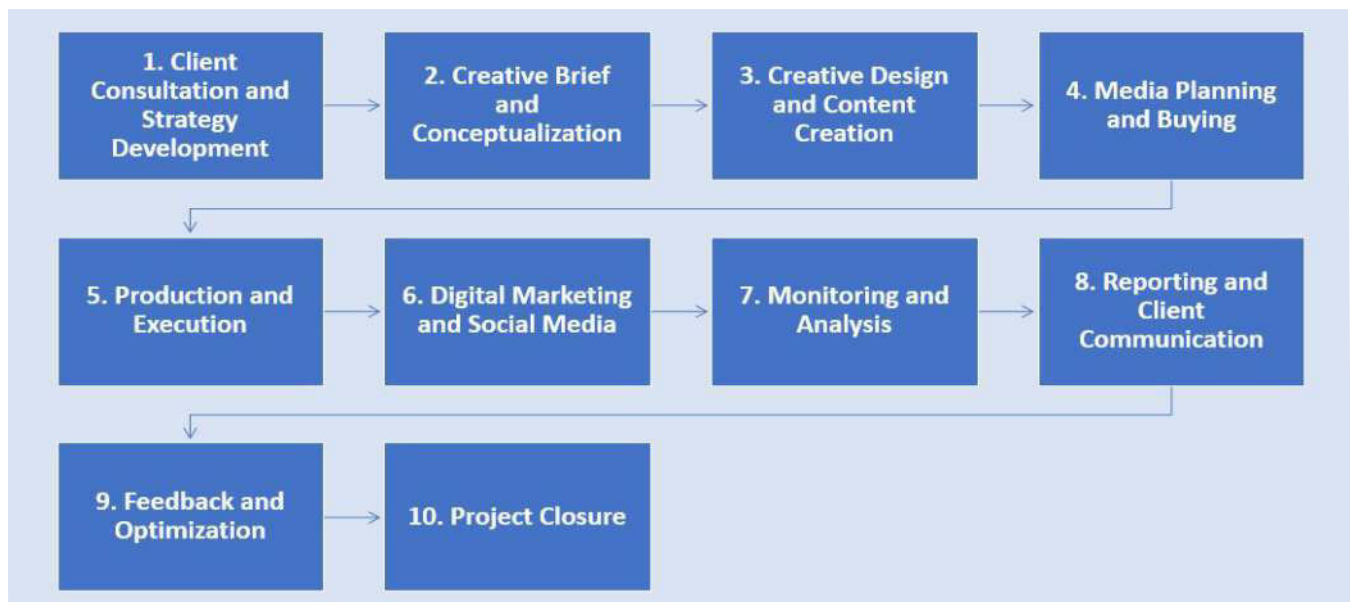 1. Client
Consultation and
Strategy
Development
2. Creative Brief
and
Conceptualization
3. Creative Design
and Content
Creation
4. Media Planning
and Buying
5. Production and
Execution
6. Digital Marketing
and Social Media
7. Monitoring and
Analysis
8. Reporting and
Client
Communication
9. Feedback and
Optimization
10. Project Closure